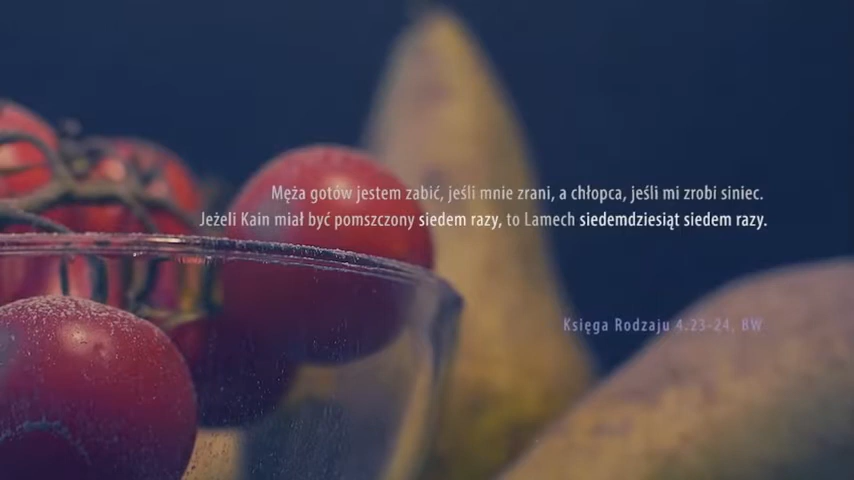 Męża gotów jestem zabić, jeśli mnie zrani, a chłopca, jeśli mi zrobi siniec.
Jeżeli Kain miał być pomszczony siedem razy, to Lamech siedemdziesiąt siedem razy.
Księga Rodzaju 4.23-24, BW